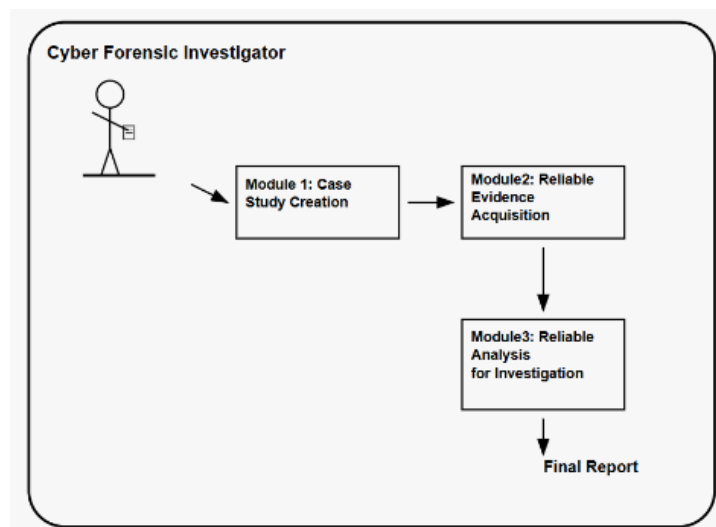 Cyber Forensic Investigator
Module 1: Case
Study Creation
Module2: Reliable
Evidence
Acquisition
Module3: Reliable
Analysis
for Investigation
Final Report